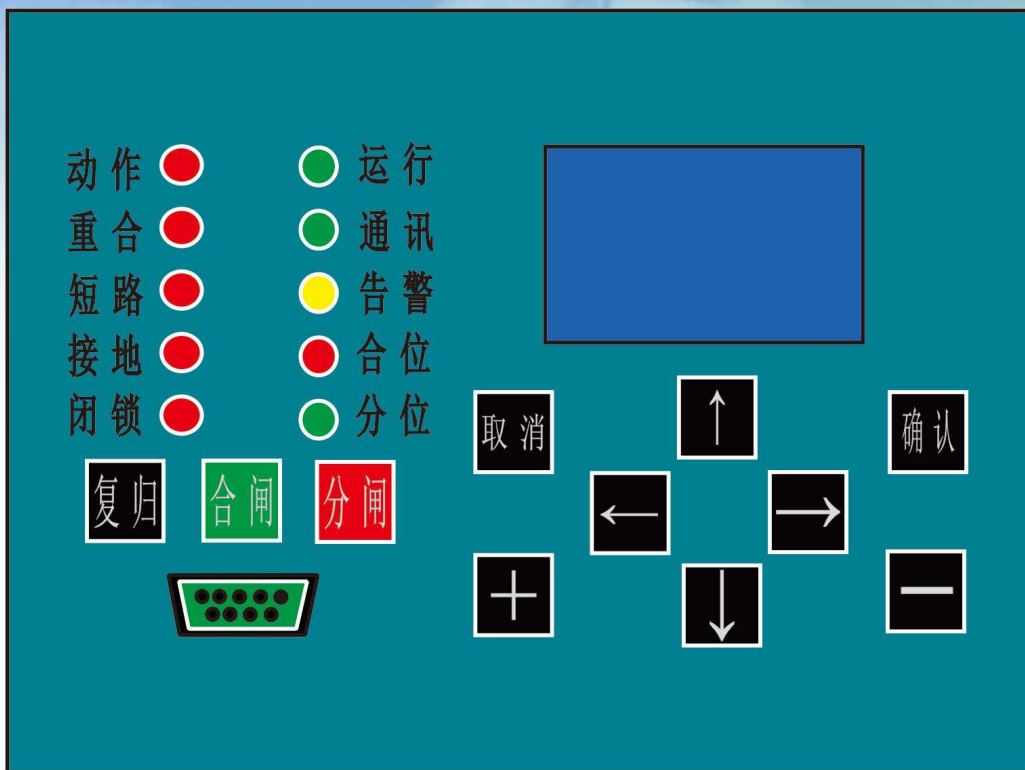 动作
运行
重合
通讯
短路
告警
接地
合位
闭锁
分位
复归
合闸
分闸
取消
↑
确认
←
→
+
↓
—